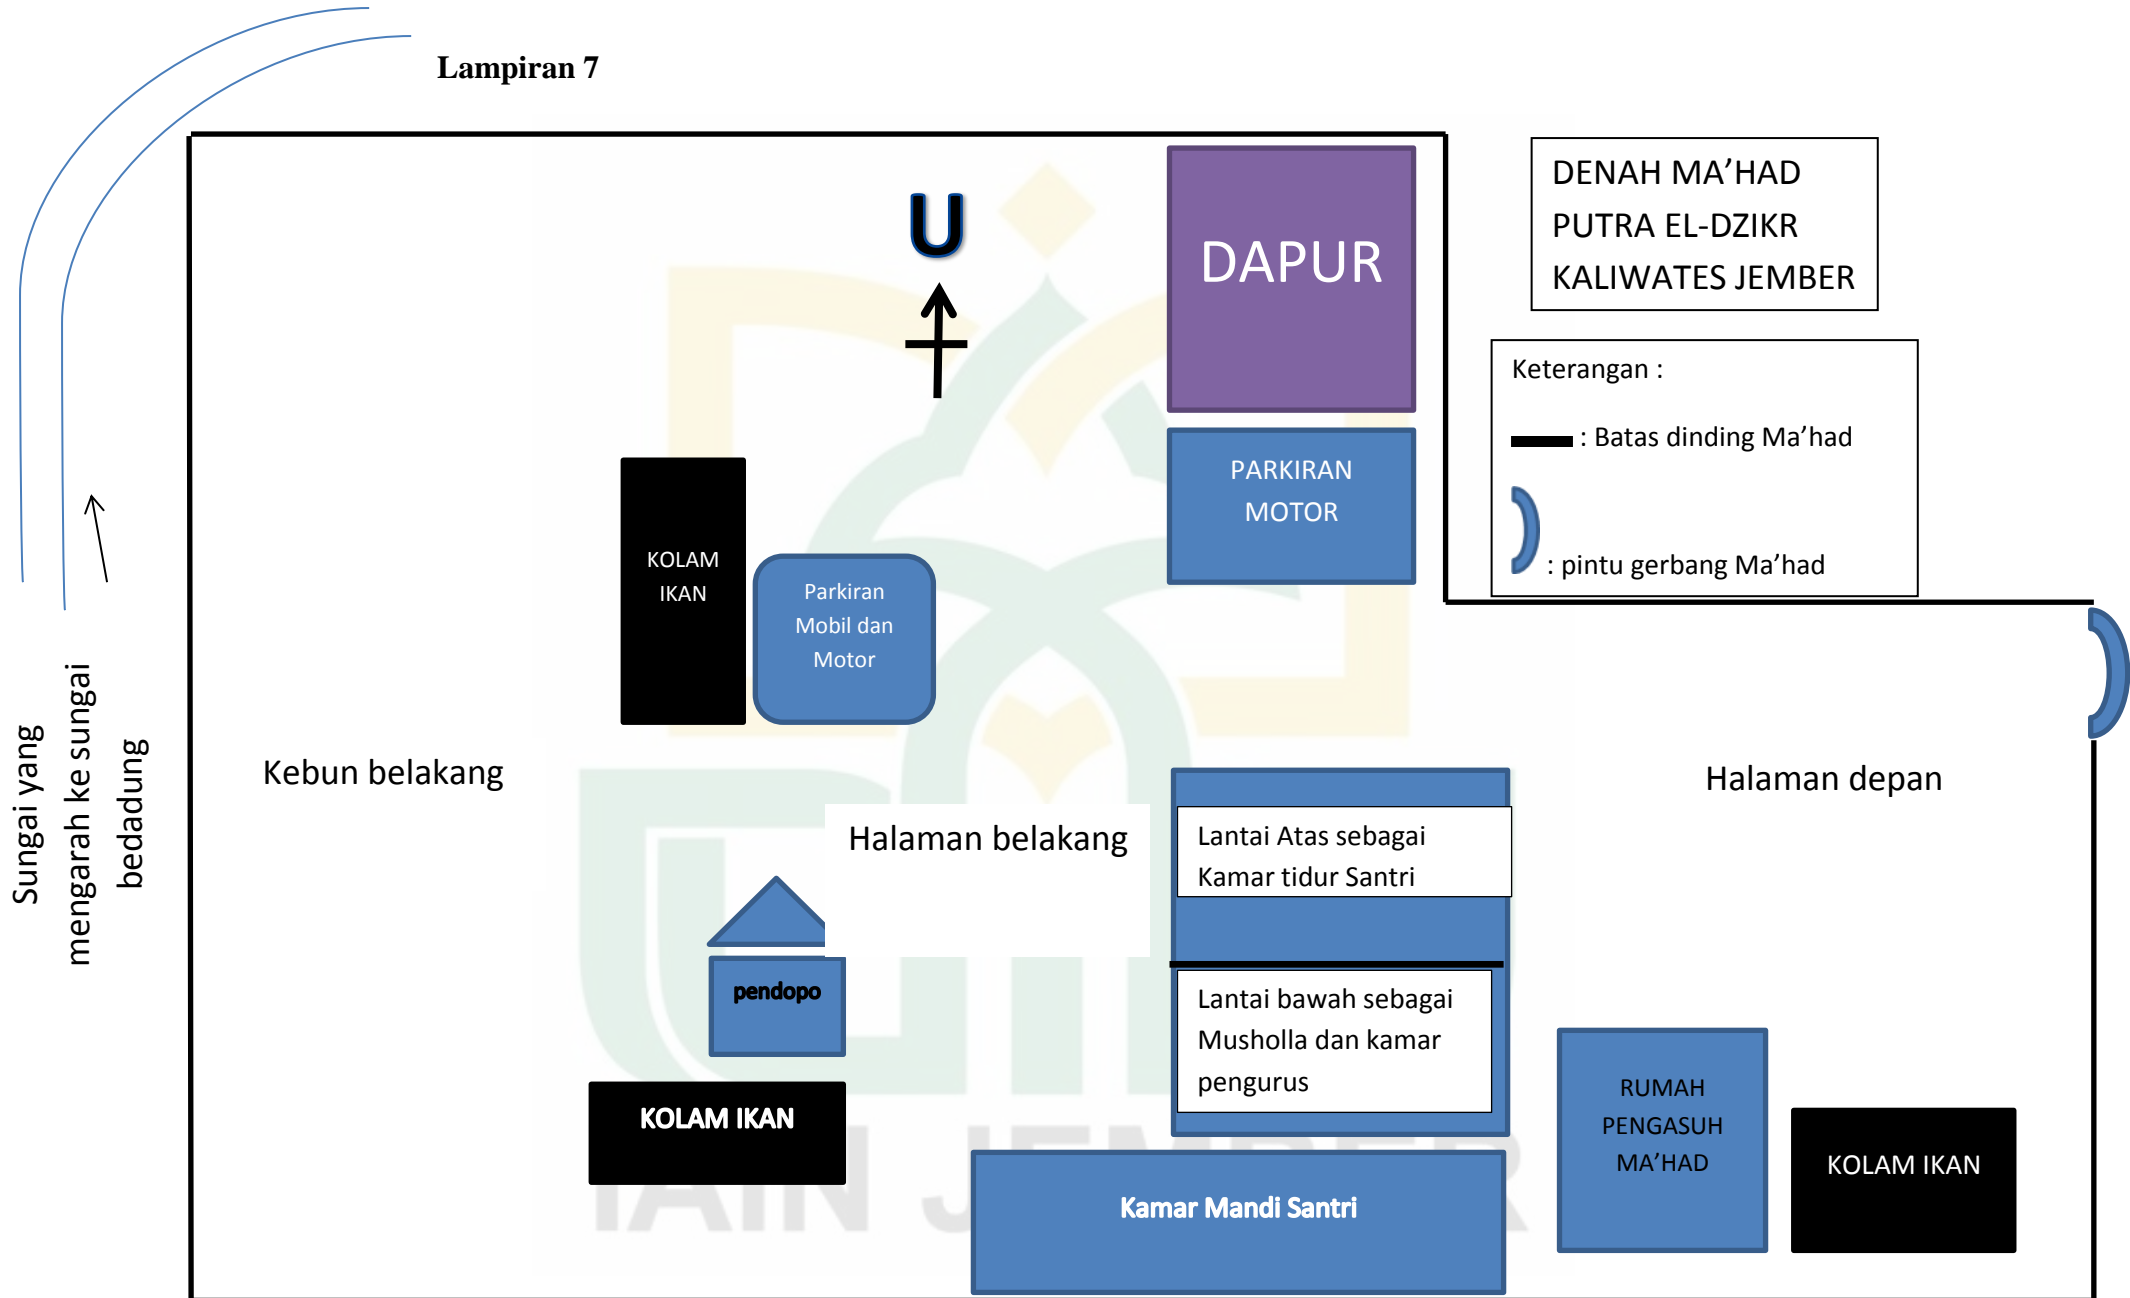 Lampiran 7
DENAH MA’HAD
PUTRA EL-DZIKR
KALIWATES JEMBER
U
DAPUR
Keterangan :
: Batas dinding Ma’had
: pintu gerbang Ma’had
PARKIRAN
MOTOR
KOLAM
IKAN
Parkiran
Mobil dan
Motor
Sungai yang
mengarah ke sungai
bedadung
Kebun belakang
Halaman belakang
Halaman depan
Lantai Atas sebagai
Kamar tidur Santri
pendopo
Lantai bawah sebagai
Musholla dan kamar
pengurus
KOLAM IKAN
RUMAH
PENGASUH
MA’HAD
KOLAM IKAN
Kamar Mandi Santri
IAIN JEMBER